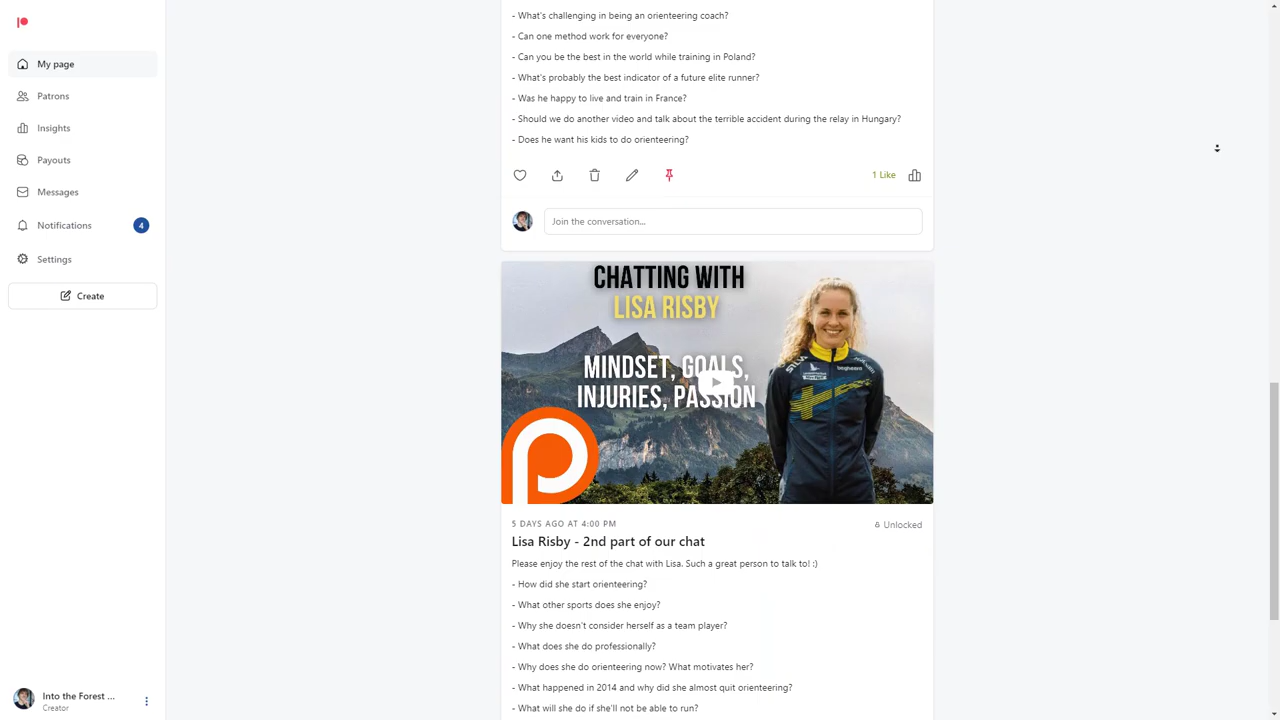 - What's challenging in being an orienteering coach?
- Can one method work for everyone?
- Can you be the best in the world while training in Poland?
- What's probably the best indicator of a future elite runner?
- Was he happy to live and train in France?
- Should we do another video and talk about the terrible accident during the relay in Hungary?
- Does he want his kids to do orienteering?
1 Like
Join the conversation...
My page
Patrons
Insights
Payouts
Messages
Notifications
4
Settings
Create
CHATTING WITH
LISA RISBY
MINDSET, GOALS,
INJURIES, PASSION
SILVA
5 DAYS AGO AT 4:00 PM
Unlocked
Lisa Risby - 2nd part of our chat
Please enjoy the rest of the chat with Lisa. Such a great person to talk to! :)
- How did she start orienteering?
- What other sports does she enjoy?
- Why she doesn't consider herself as a team player?
- What does she do professionally?
- Why does she do orienteering now? What motivates her?
- What happened in 2014 and why did she almost quit orienteering?
- What will she do if she'll not be able to run?
Into the Forest ...
Creator